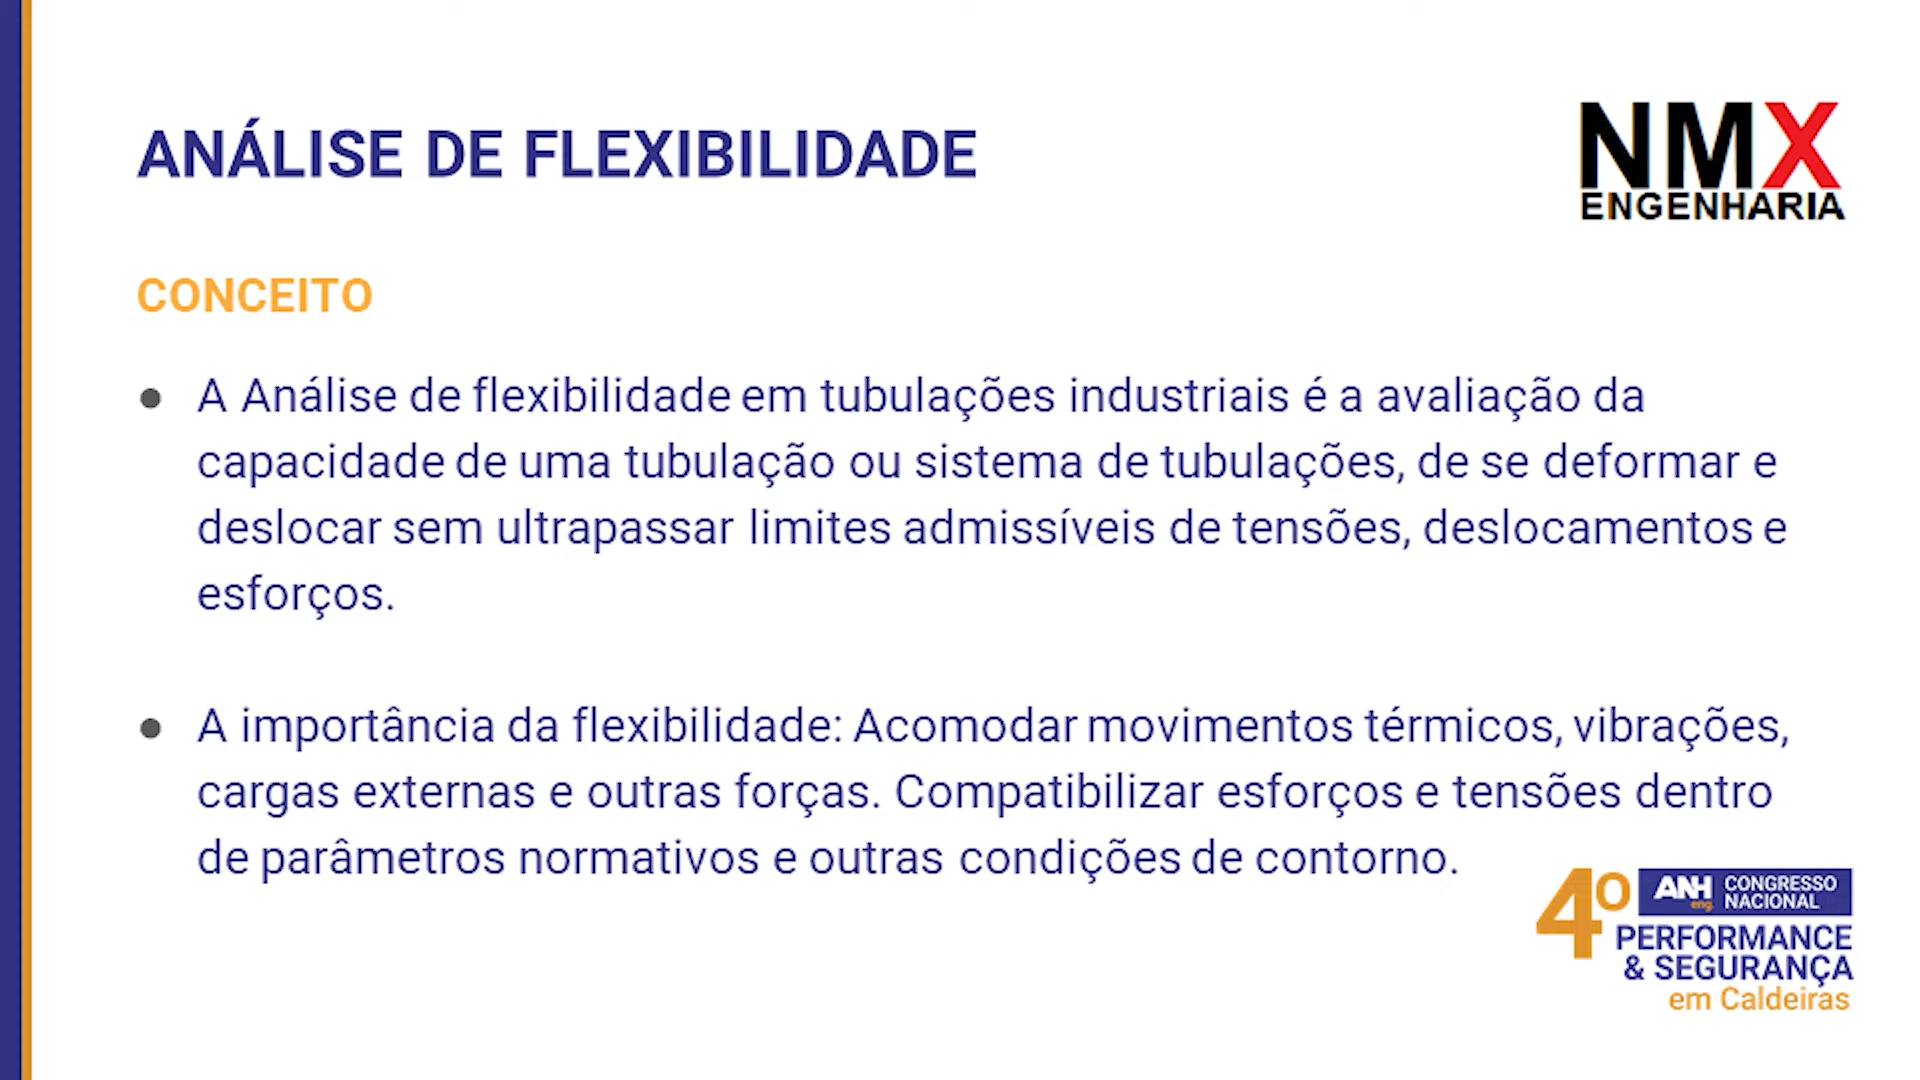 ANÁLISE DE FLEXIBILIDADE
NMX
ENGENHARIA
CONCEITO
● A Análise de flexibilidade em tubulações industriais é a avaliação da
capacidade de uma tubulação ou sistema de tubulações, de se deformar e
deslocar sem ultrapassar limites admissíveis de tensões, deslocamentos e
esforços.
● A importância da flexibilidade: Acomodar movimentos térmicos, vibrações,
cargas externas e outras forças. Compatibilizar esforços e tensões dentro
de parâmetros normativos e outras condições de contorno.
4º ANH eng. CONGRESSO
NACIONAL
PERFORMANCE
& SEGURANÇA
em Caldeiras